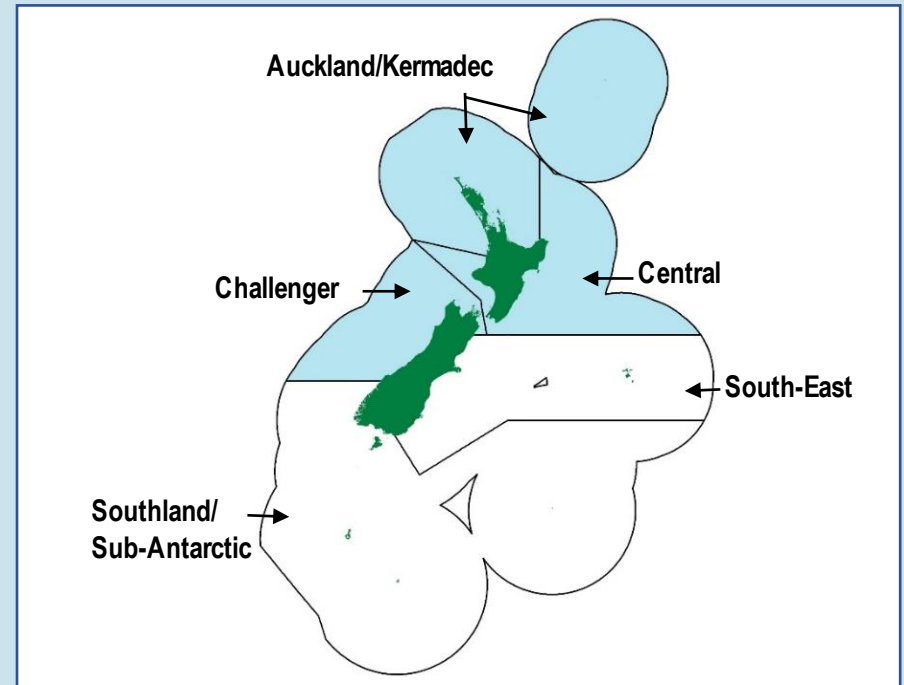 Auckland/Kermadec
Challenger
Central
South-East
Southland/
Sub-Antarctic